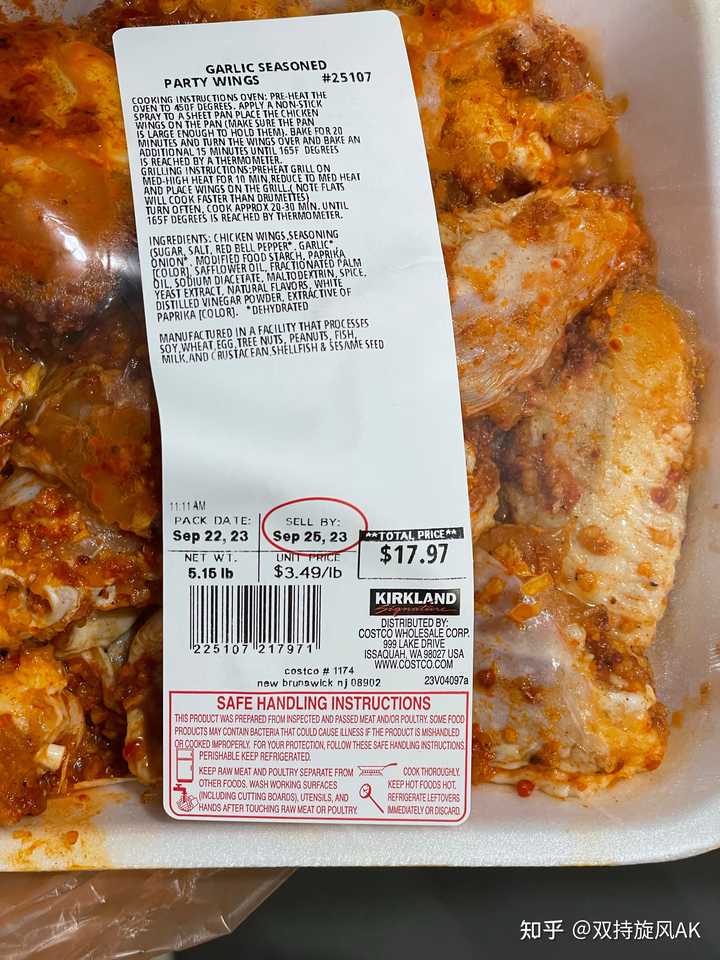 GARLIC SEASONED
PARTY WINGS #25107
COOKING INSTRUCTIONS OVEN: PRE-HEAT THE
OVEN TO 450F DEGREES. APPLY A NON-STICK
SPRAY TO A SHEET PAN PLACE THE CHICKEN
WINGS ON THE PAN (MAKE SURE THE PAN
IS LARGE ENOUGH TO HOLD THEM). BAKE FOR 20
MINUTES AND TURN THE WINGS OVER AND BAKE AN
ADDITIONAL 15 MINUTES UNTIL 165F DEGREES
IS REACHED BY A THERMOMETER.
GRILLING INSTRUCTIONS:PREHEAT GRILL ON
MED-HIGH HEAT FOR 10 MIN,REDUCE TO MED HEAT
AND PLACE WINGS ON THE GRILL.( NOTE FLATS
WILL COOK FASTER THAN DRUMETTES)
TURN OFTEN, COOK APPROX 20-30 MIN. UNTIL
165F DEGREES IS REACHED BY THERMOMETER.
INGREDIENTS: CHICKEN WINGS,SEASONING
(SUGAR, SALT, RED BELL PEPPER*, GARLIC*
ONION*, MODIFIED FOOD STARCH, PAPRIKA
[COLOR], SAFFLOWER OIL, FRACTIONATED PALM
OIL, SODIUM DIACETATE, MALTODEXTRIN, SPICE,
YEAST EXTRACT, NATURAL FLAVORS, WHITE
DISTILLED VINEGAR POWDER, EXTRACTIVE OF
PAPRIKA [COLOR]. *DEHYDRATED
MANUFACTURED IN A FACILITY THAT PROCESSES
SOY,WHEAT,EGG,TREE NUTS, PEANUTS, FISH,
MILK,AND CRUSTACEAN,SHELLFISH & SESAME SEED
11:11 AM
PACK DATE: SELL BY:
Sep 22, 23 Sep 25, 23
**TOTAL PRICE**
$17.97
NET WT. UNIT PRICE
5.15 lb $3.49/lb
225107 217971
KIRKLAND
Signature
DISTRIBUTED BY:
COSTCO WHOLESALE CORP.
999 LAKE DRIVE
ISSAQUAH, WA 98027 USA
WWW.COSTCO.COM
costco # 1174
new brunswick nj 08902
23V04097a
SAFE HANDLING INSTRUCTIONS
THIS PRODUCT WAS PREPARED FROM INSPECTED AND PASSED MEAT AND/OR POULTRY. SOME FOOD
PRODUCTS MAY CONTAIN BACTERIA THAT COULD CAUSE ILLNESS IF THE PRODUCT IS MISHANDLED
OR COOKED IMPROPERLY. FOR YOUR PROTECTION, FOLLOW THESE SAFE HANDLING INSTRUCTIONS.
PERISHABLE KEEP REFRIGERATED.
KEEP RAW MEAT AND POULTRY SEPARATE FROM
OTHER FOODS. WASH WORKING SURFACES
(INCLUDING CUTTING BOARDS), UTENSILS, AND
HANDS AFTER TOUCHING RAW MEAT OR POULTRY.
COOK THOROUGHLY.
KEEP HOT FOODS HOT.
REFRIGERATE LEFTOVERS
IMMEDIATELY OR DISCARD.
知乎 @双持旋风AK